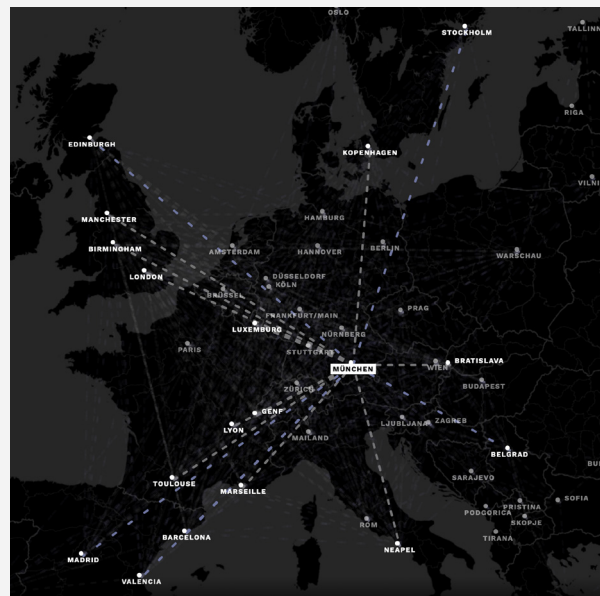 OSLO
STOCKHOLM
TALLINN
RIGA
EDINBURGH
KOPENHAGEN
VILNI
MANCHESTER
HAMBURG
BIRMINGHAM
AMSTERDAM
HANNOVER
BERLIN
WARSCHAU
LONDON
DÜSSELDORF
KÖLN
BRÜSSEL
PRAG
FRANKFURT/MAIN
LUXEMBURG
NÜRNBERG
PARIS
STUTTGART
BRATISLAVA
WIEN
MÜNCHEN
BUDAPEST
ZÜRICH
GENF
LJUBLJANA
ZAGREB
LYON
MAILAND
BELGRAD
BU
SARAJEVO
TOULOUSE
MARSEILLE
SOFIA
PRISTINA
PODGORICA
SKOPJE
ROM
BARCELONA
TIRANA
NEAPEL
MADRID
VALENCIA